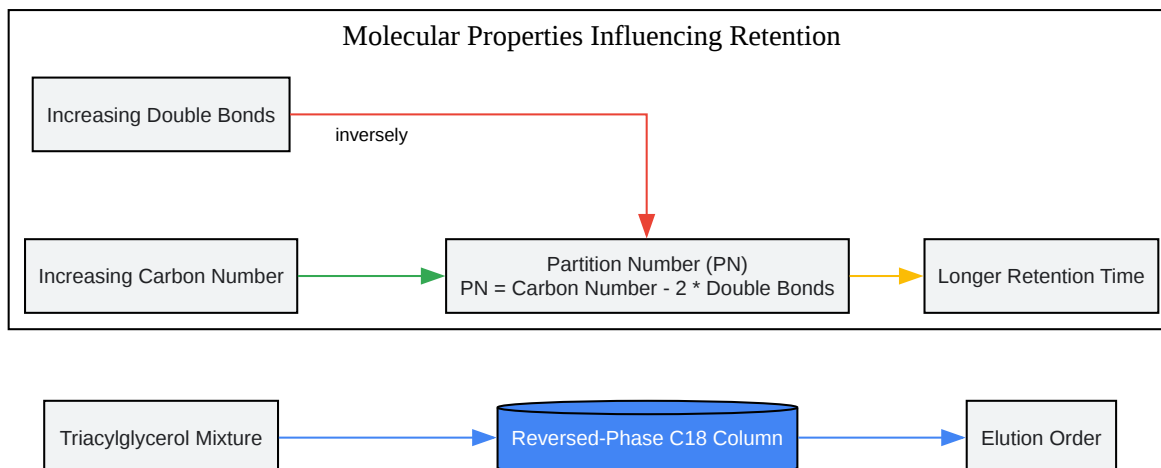 Molecular Properties Influencing Retention
Increasing Double Bonds
inversely
Increasing Carbon Number
Partition Number (PN)
PN = Carbon Number - 2 * Double Bonds
Longer Retention Time
Triacylglycerol Mixture
Reversed-Phase C18 Column
Elution Order